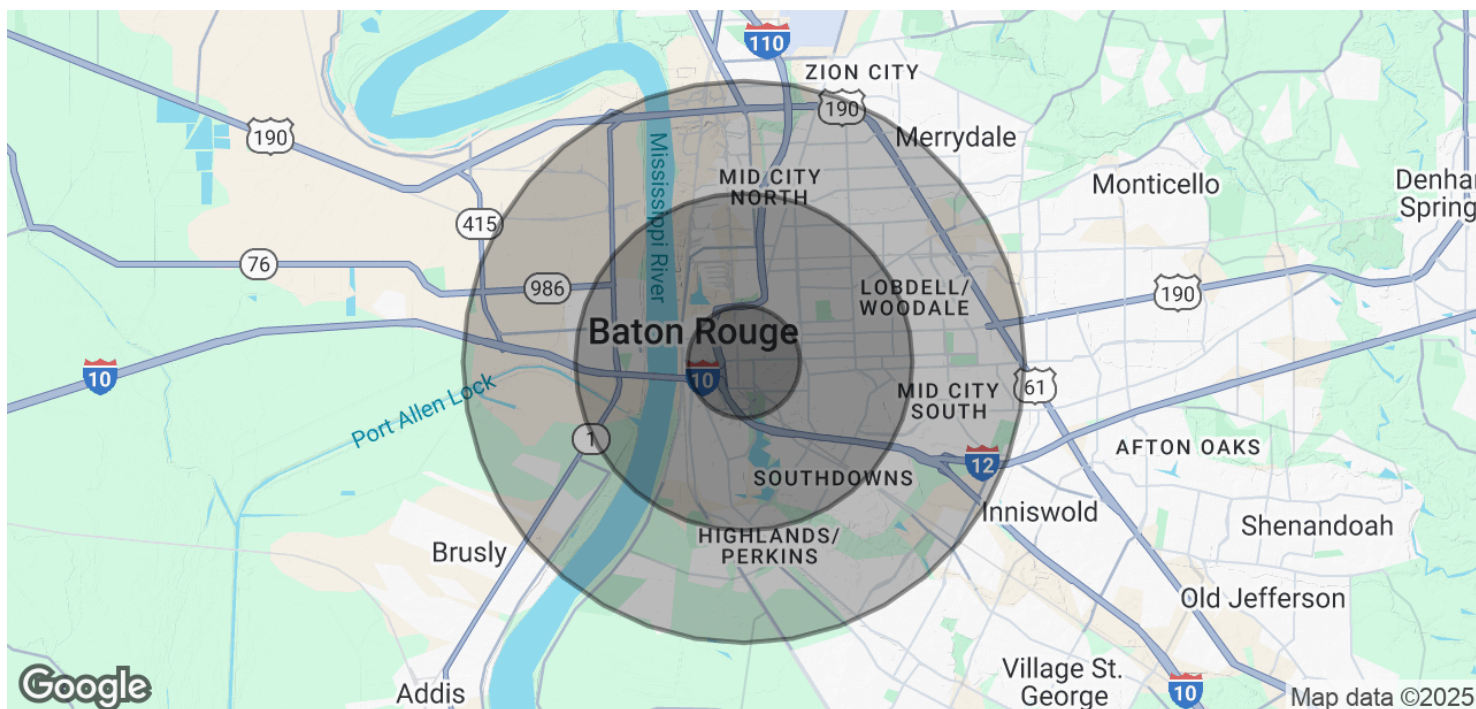 110
ZION CITY
190
190
Merrydale
Mississippi River
MID CITY
NORTH
Monticello
Denha
Spring
415
76
986
LOBDELL/
WOODALE
190
Baton Rouge
10
10
61
MID CITY
SOUTH
Port Allen Lock
1
AFTON OAKS
12
SOUTHDOWNS
Inniswold
Shenandoah
HIGHLANDS/
PERKINS
Brusly
Old Jefferson
Village St.
George
10
Addis
Google
Map data ©2025